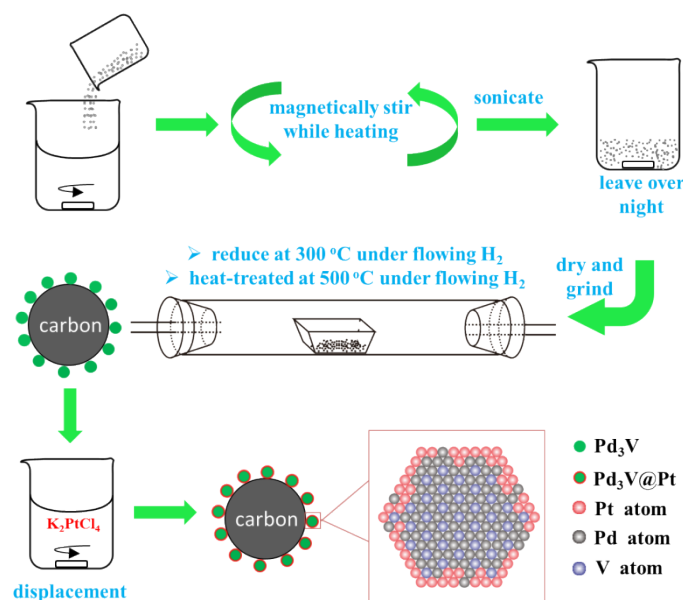 magnetically stir
while heating
sonicate
leave over
night
➢ reduce at 300 °C under flowing H₂
➢ heat-treated at 500 °C under flowing H₂
dry and
grind
carbon
K₂PtCl₄
displacement
carbon
Pd₃V
Pd₃V@Pt
Pt atom
Pd atom
V atom